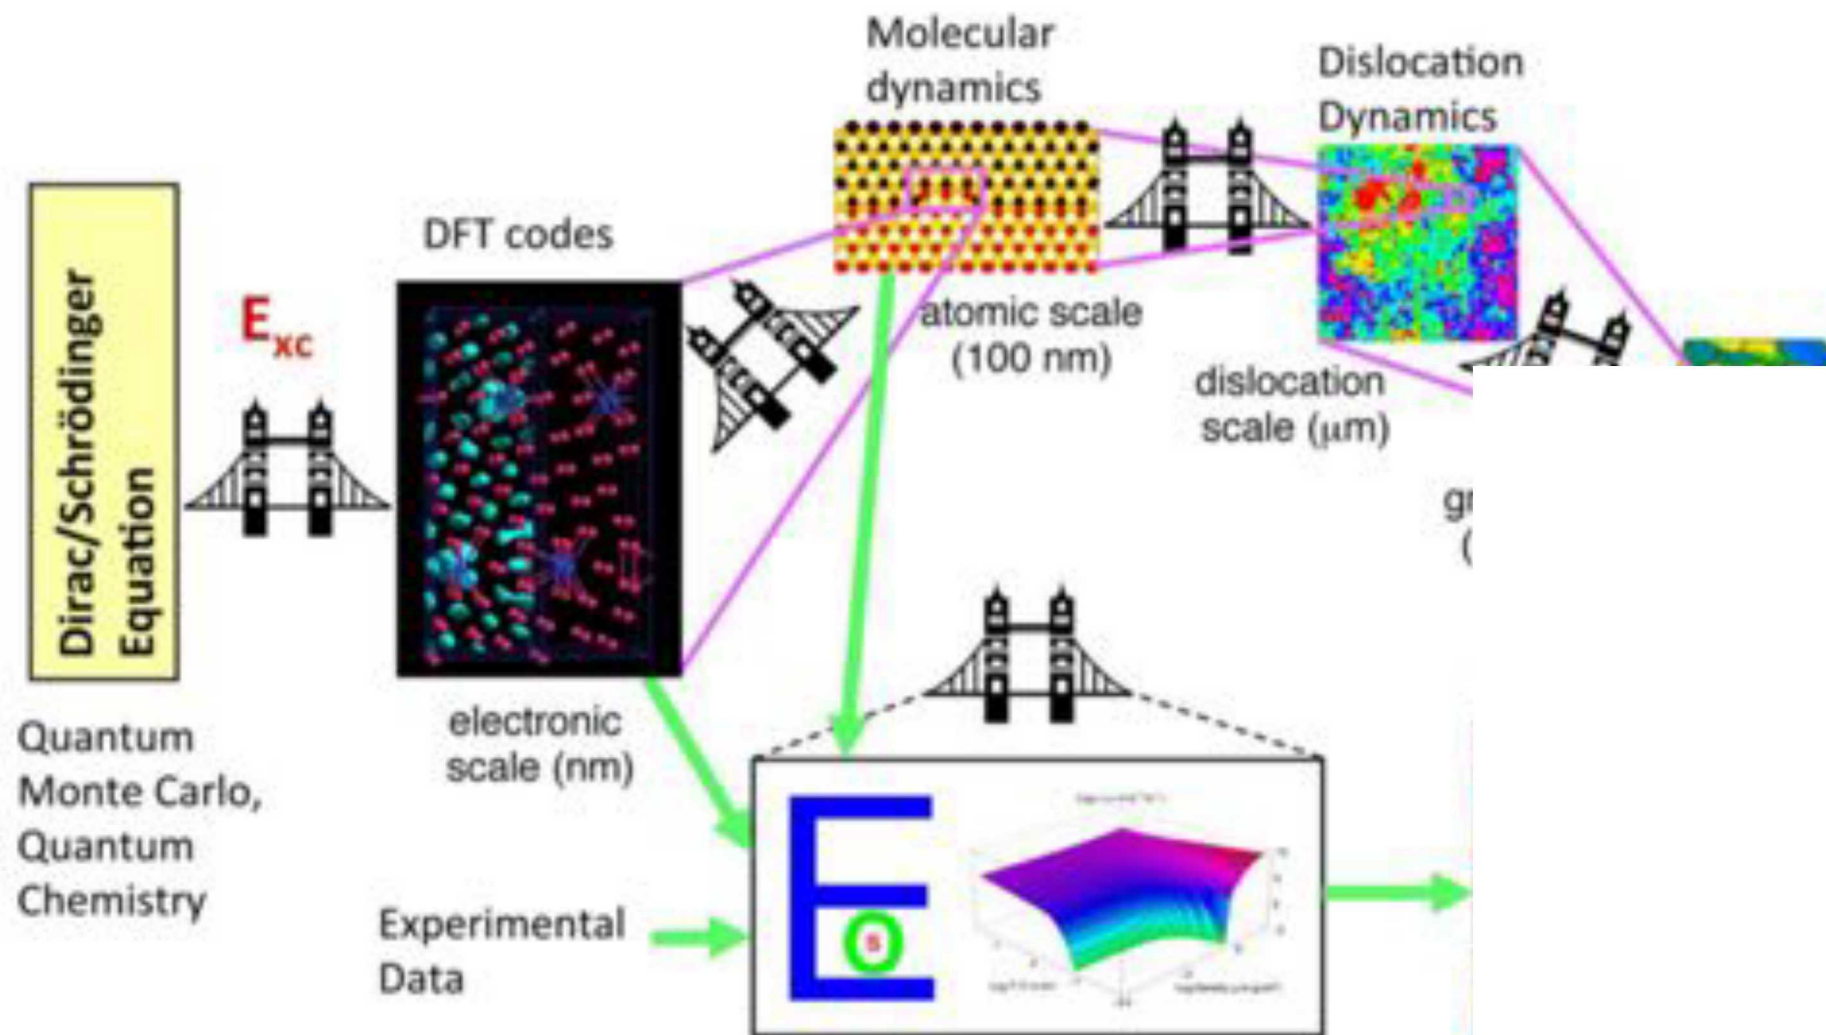 Molecular
dynamics
Dislocation
Dynamics
DFT codes
Dirac/Schrödinger
Equation
Exc
atomic scale
(100 nm)
dislocation
scale (μm)
electronic
scale (nm)
Quantum
Monte Carlo,
Quantum
Chemistry
Experimental
Data
E
O
S